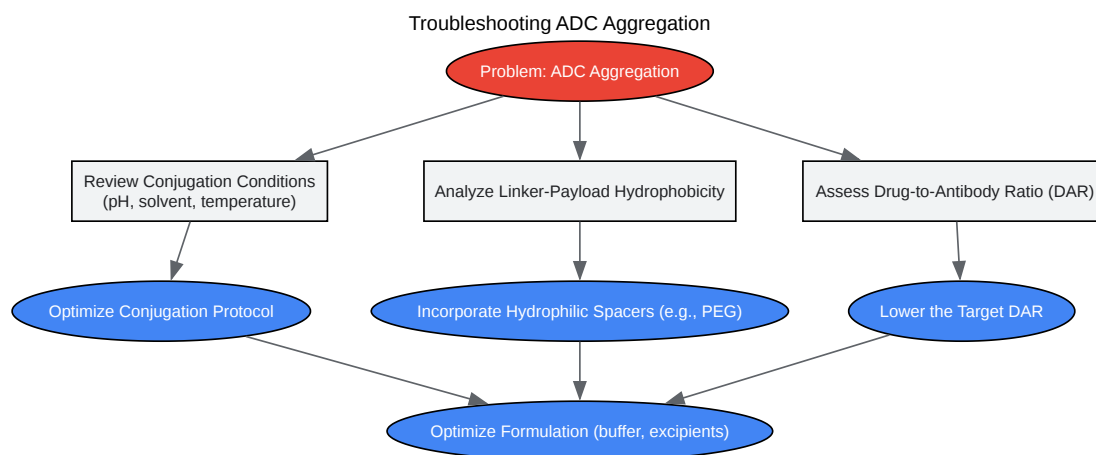 Troubleshooting ADC Aggregation
Problem: ADC Aggregation
Review Conjugation Conditions
(pH, solvent, temperature)
Analyze Linker-Payload Hydrophobicity
Assess Drug-to-Antibody Ratio (DAR)
Optimize Conjugation Protocol
Incorporate Hydrophilic Spacers (e.g., PEG)
Lower the Target DAR
Optimize Formulation (buffer, excipients)